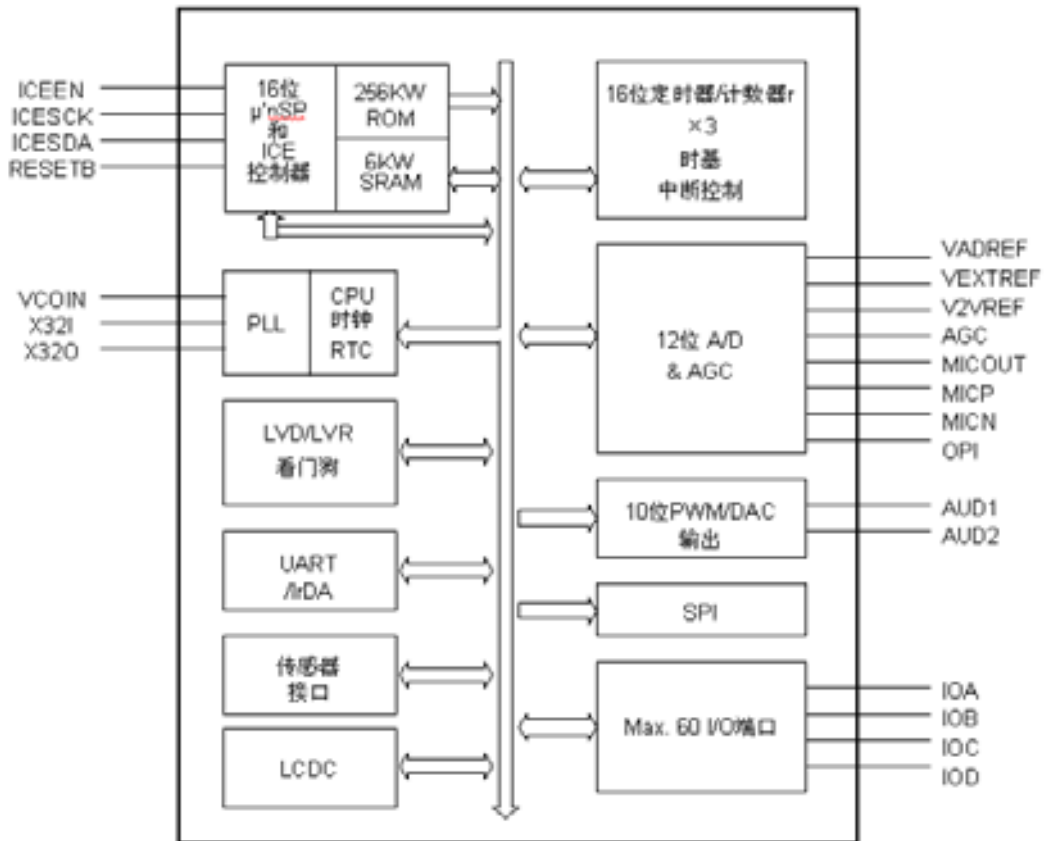 ICEEN
ICESCK
ICESDA
RESETB
16位
μ'nSP
和
ICE
控制器
256KW
ROM
6KW
SRAM
16位定时器/计数器r
×3
时基
中断控制
VCOIN
X32I
X32O
PLL
CPU
时钟
RTC
12位 A/D
& AGC
VADREF
VEXTREF
V2VREF
AGC
MICOUT
MICP
MICN
OPI
LVD/LVR
看门狗
10位PWM/DAC
输出
AUD1
AUD2
UART
/IrDA
SPI
传感器
接口
Max. 60 I/O端口
IOA
IOB
IOC
IOD
LCDC